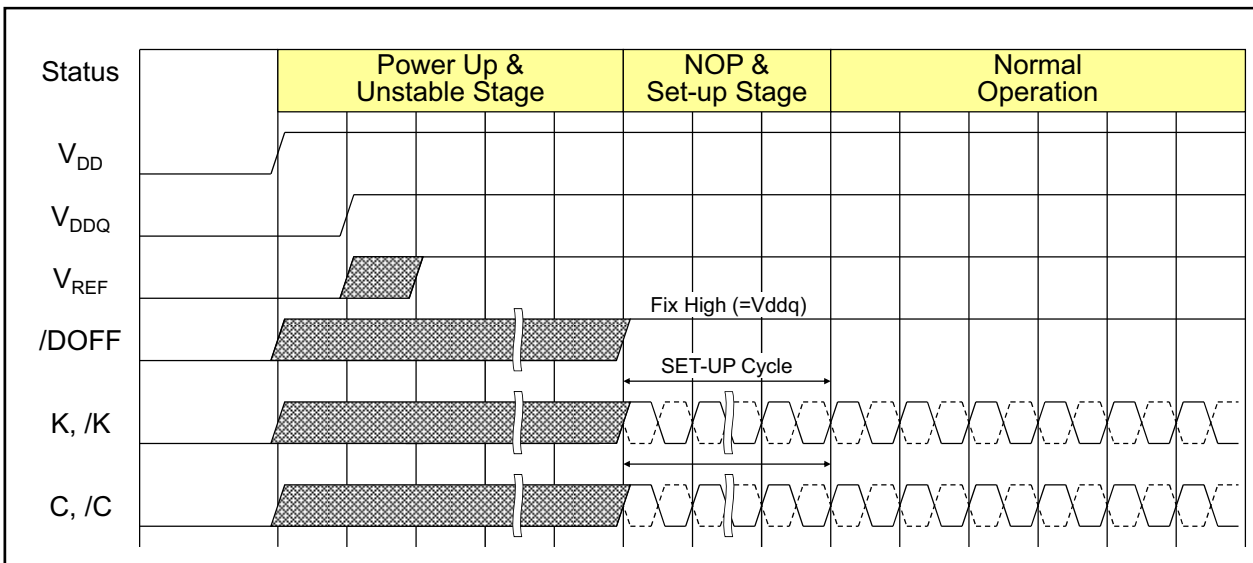 Status
Power Up &
Unstable Stage
NOP &
Set-up Stage
Normal
Operation
VDD
VDDQ
VREF
Fix High (=Vddq)
/DOFF
SET-UP Cycle
K, /K
C, /C